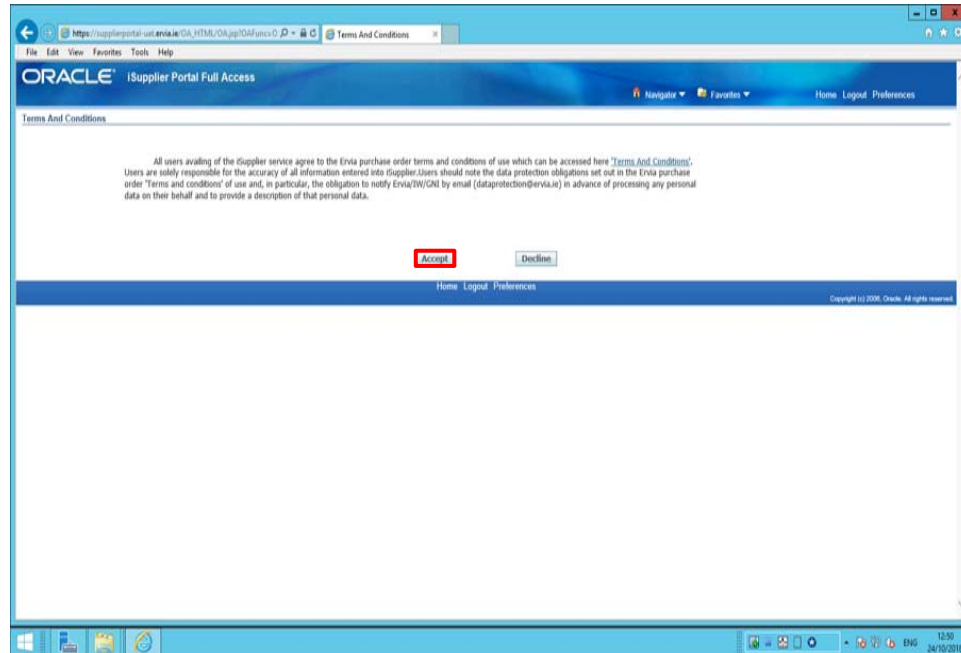 https://supplierportal-uat.ervia.ie/OA_HTML/OA.jsp?OAFunc=O
Terms And Conditions
File Edit View Favorites Tools Help
ORACLE iSupplier Portal Full Access
Navigator Favorites Home Logout Preferences
Terms And Conditions
All users availing of the iSupplier service agree to the Ervia purchase order terms and conditions of use which can be accessed here 'Terms And Conditions'.
Users are solely responsible for the accuracy of all information entered into iSupplier.Users should note the data protection obligations set out in the Ervia purchase
order 'Terms and conditions' of use and, in particular, the obligation to notify Ervia/IW/GNI by email (dataprotection@ervia.ie) in advance of processing any personal
data on their behalf and to provide a description of that personal data.
Accept Decline
Home Logout Preferences
Copyright (c) 2006, Oracle. All rights reserved.
ENG 12:50
24/10/2018